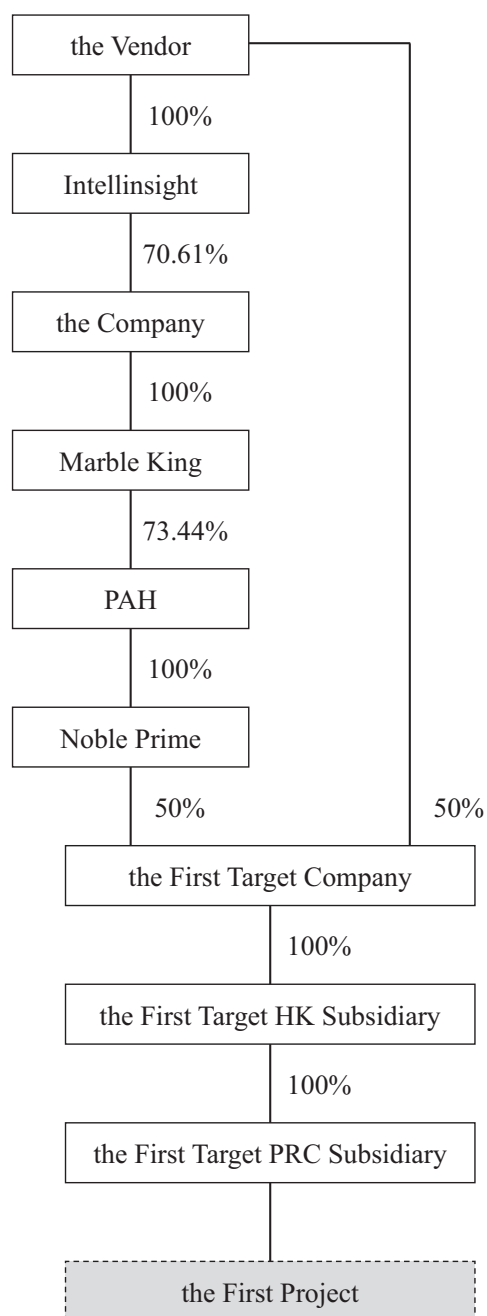 the Vendor
100%
Intellinsight
70.61%
the Company
100%
Marble King
73.44%
PAH
100%
Noble Prime
50%
50%
the First Target Company
100%
the First Target HK Subsidiary
100%
the First Target PRC Subsidiary
the First Project